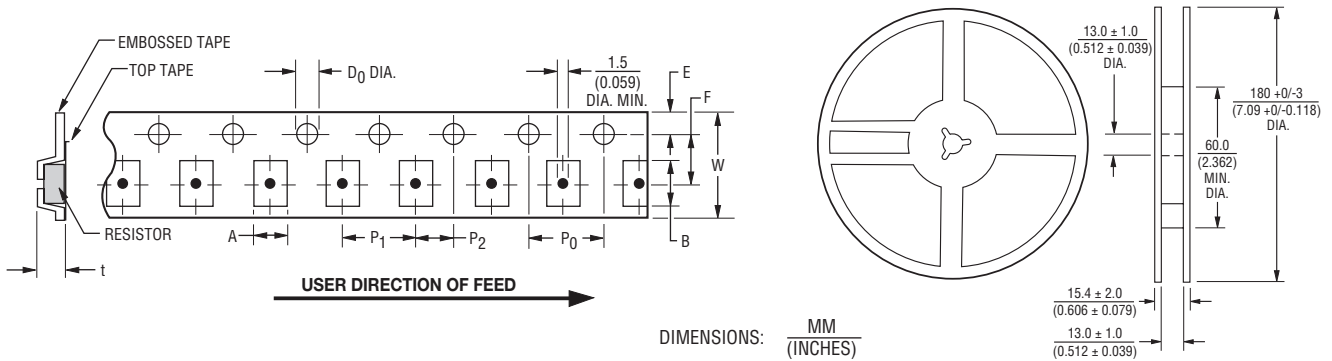 EMBOSSED TAPE
TOP TAPE
D0 DIA.
1.5
(0.059)
DIA. MIN.
E
F
W
RESISTOR
A
P1
P2
P0
B
t
USER DIRECTION OF FEED
DIMENSIONS:
MM
(INCHES)
13.0 ± 1.0
(0.512 ± 0.039)
DIA.
180 +0/-3
(7.09 +0/-0.118)
DIA.
60.0
(2.362)
MIN.
DIA.
15.4 ± 2.0
(0.606 ± 0.079)
13.0 ± 1.0
(0.512 ± 0.039)